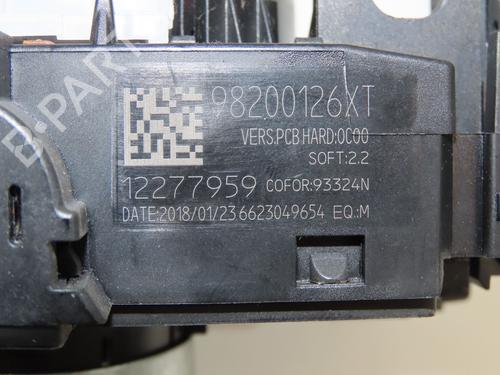 98200126XT
VERS.PCB HARD:0C00
SOFT:2.2
12277959 COFOR:93324N
DATE:2018/01/23 6623049654 EQ:M
B-PARTS